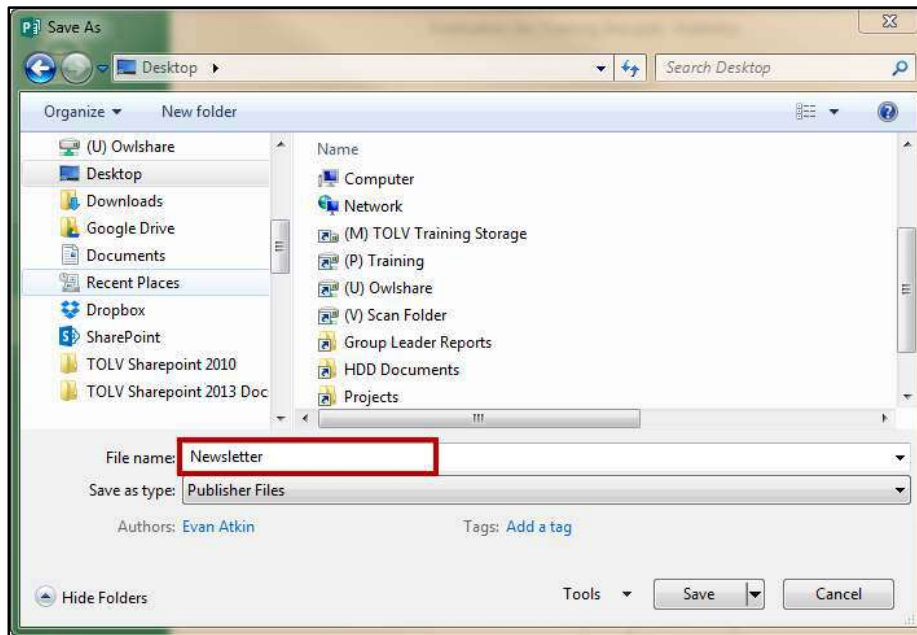 Save As
Desktop
Search Desktop
Organize
New folder
(U) Owlshare
Desktop
Downloads
Google Drive
Documents
Recent Places
Dropbox
SharePoint
TOLV Sharepoint 2010
TOLV Sharepoint 2013 Doc
Name
Computer
Network
(M) TOLV Training Storage
(P) Training
(U) Owlshare
(V) Scan Folder
Group Leader Reports
HDD Documents
Projects
File name: Newsletter
Save as type: Publisher Files
Authors: Evan Atkin
Tags: Add a tag
Hide Folders
Tools
Save
Cancel